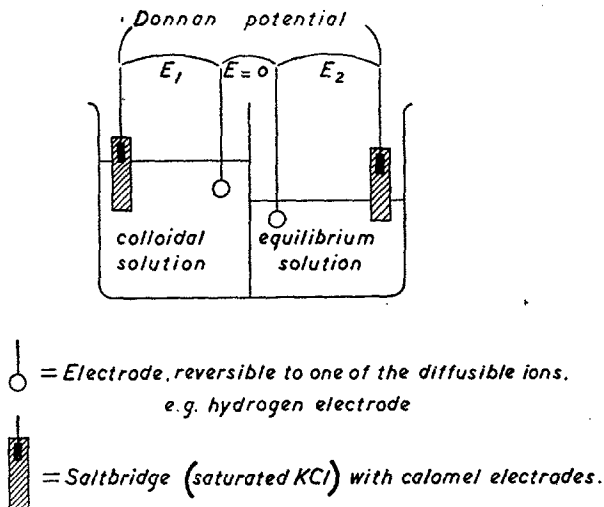 Donnan potential
E₁ E=0 E₂
colloidal equilibrium
solution solution
= Electrode, reversible to one of the diffusible ions,
e.g. hydrogen electrode
= Saltbridge (saturated KCl) with calomel electrodes.